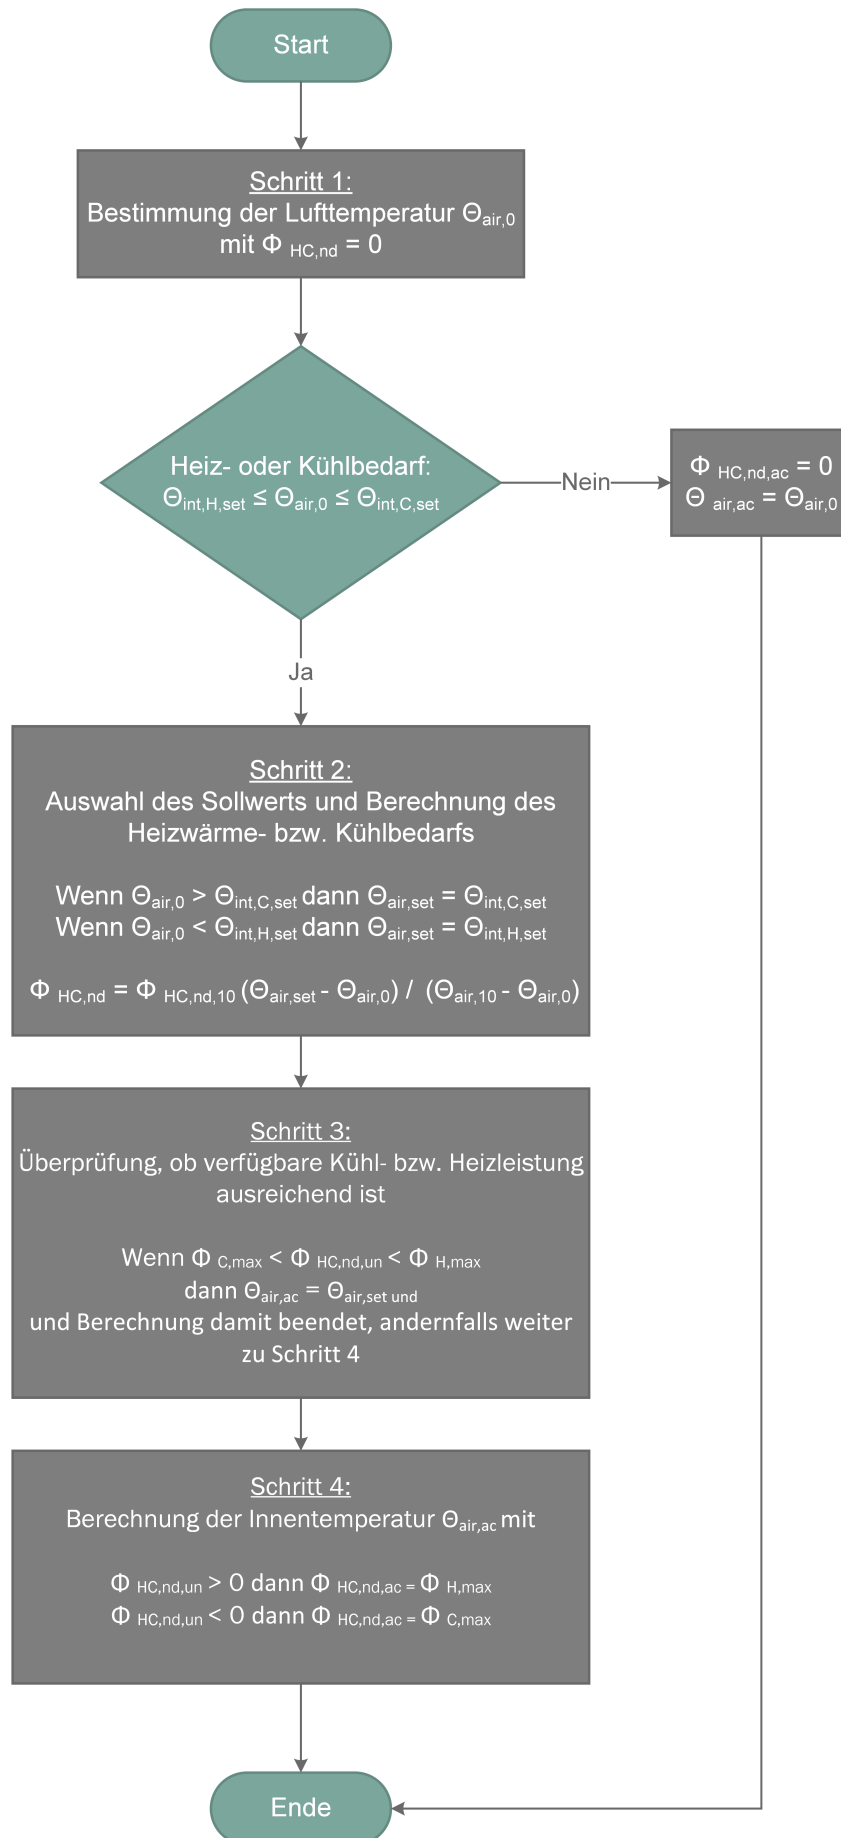 Start
Schritt 1:
Bestimmung der Lufttemperatur Θair,0
mit Φ HC,nd = 0
Heiz- oder Kühlbedarf:
Θint,H,set ≤ Θair,0 ≤ Θint,C,set
Nein
Φ HC,nd,ac = 0
Θ air,ac = Θair,0
Ja
Schritt 2:
Auswahl des Sollwerts und Berechnung des
Heizwärme- bzw. Kühlbedarfs
Wenn Θair,0 > Θint,C,set dann Θair,set = Θint,C,set
Wenn Θair,0 < Θint,H,set dann Θair,set = Θint,H,set
Φ HC,nd = Φ HC,nd,10 (Θair,set - Θair,0) / (Θair,10 - Θair,0)
Schritt 3:
Überprüfung, ob verfügbare Kühl- bzw. Heizleistung
ausreichend ist
Wenn Φ C,max < Φ HC,nd,un < Φ H,max
dann Θair,ac = Θair,set und
und Berechnung damit beendet, andernfalls weiter
zu Schritt 4
Schritt 4:
Berechnung der Innentemperatur Θair,ac mit
Φ HC,nd,un > 0 dann Φ HC,nd,ac = Φ H,max
Φ HC,nd,un < 0 dann Φ HC,nd,ac = Φ C,max
Ende